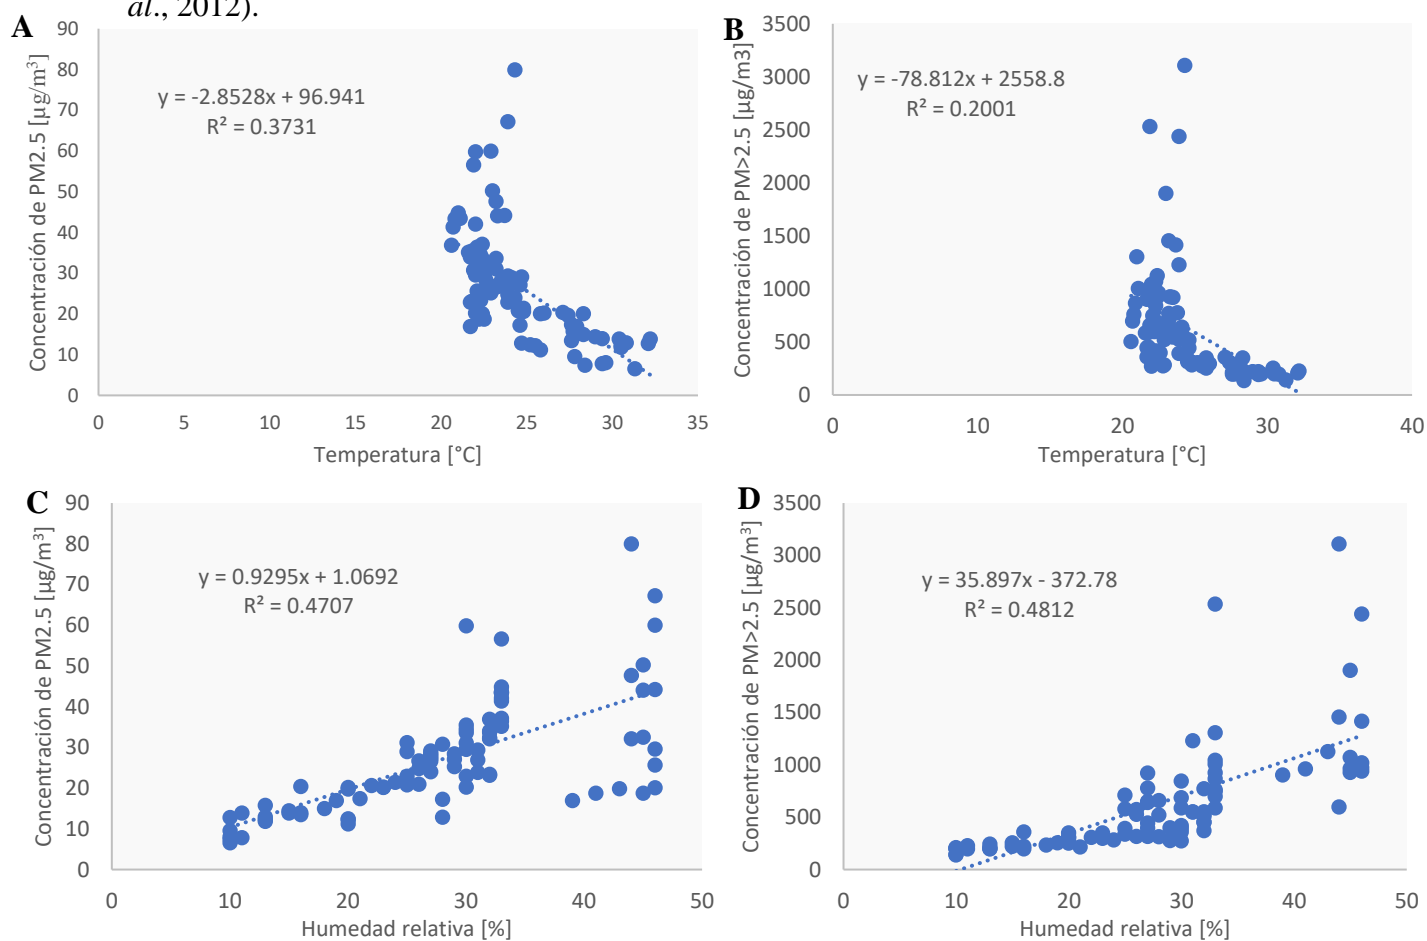 al., 2012).
A
Concentración de PM2.5 [µg/m³]
90
80
70
60
50
40
30
20
10
0
y = -2.8528x + 96.941
R² = 0.3731
0 5 10 15 20 25 30 35
Temperatura [°C]
B
Concentración de PM>2.5 [µg/m3]
3500
3000
2500
2000
1500
1000
500
0
y = -78.812x + 2558.8
R² = 0.2001
0 10 20 30 40
Temperatura [°C]
C
Concentración de PM2.5 [µg/m³]
90
80
70
60
50
40
30
20
10
0
y = 0.9295x + 1.0692
R² = 0.4707
0 10 20 30 40 50
Humedad relativa [%]
D
Concentración de PM>2.5 [µg/m³]
3500
3000
2500
2000
1500
1000
500
0
y = 35.897x - 372.78
R² = 0.4812
0 10 20 30 40 50
Humedad relativa [%]